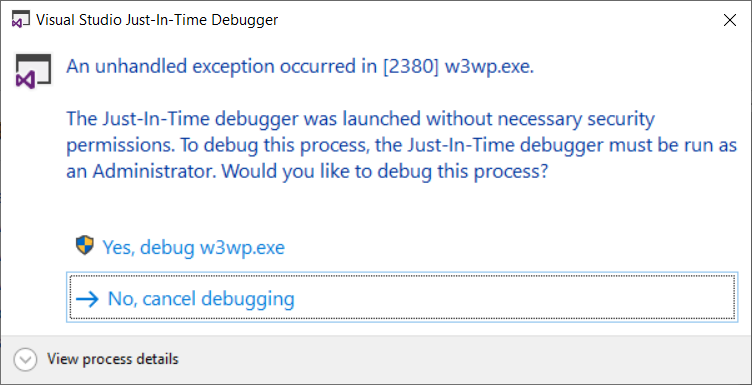 Visual Studio Just-In-Time Debugger
An unhandled exception occurred in [2380] w3wp.exe.
The Just-In-Time debugger was launched without necessary security
permissions. To debug this process, the Just-In-Time debugger must be run as
an Administrator. Would you like to debug this process?
Yes, debug w3wp.exe
No, cancel debugging
View process details